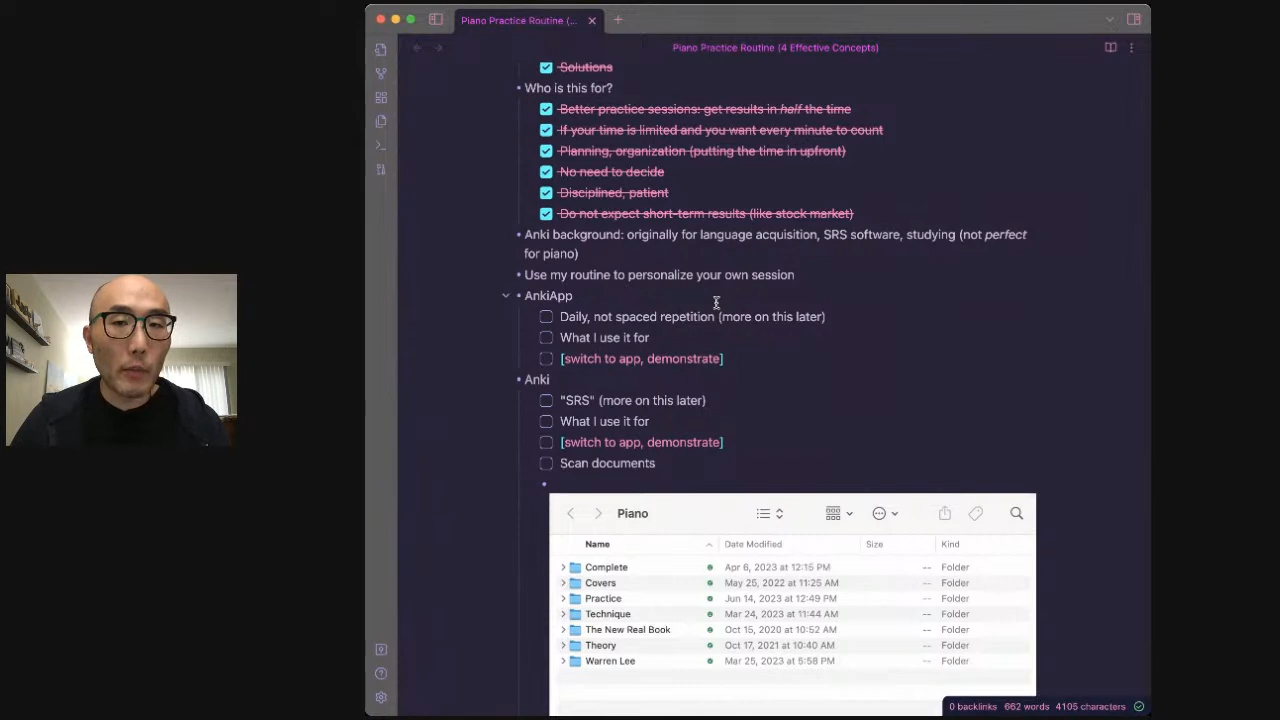 Piano Practice Routine (...
Piano Practice Routine (4 Effective Concepts)
Solutions
Who is this for?
Better practice sessions: get results in half the time
If your time is limited and you want every minute to count
Planning, organization (putting the time in upfront)
No need to decide
Disciplined, patient
Do not expect short-term results (like stock market)
Anki background: originally for language acquisition, SRS software, studying (not perfect
for piano)
Use my routine to personalize your own session
AnkiApp
Daily, not spaced repetition (more on this later)
What I use it for
[switch to app, demonstrate]
Anki
"SRS" (more on this later)
What I use it for
[switch to app, demonstrate]
Scan documents
Piano
Name Date Modified Size Kind
Complete Apr 6, 2023 at 12:15 PM -- Folder
Covers May 25, 2022 at 11:25 AM -- Folder
Practice Jun 14, 2023 at 12:49 PM -- Folder
Technique Mar 24, 2023 at 11:44 AM -- Folder
The New Real Book Oct 15, 2020 at 10:52 AM -- Folder
Theory Oct 17, 2021 at 10:40 AM -- Folder
Warren Lee Mar 25, 2023 at 5:58 PM -- Folder
0 backlinks 662 words 4105 characters